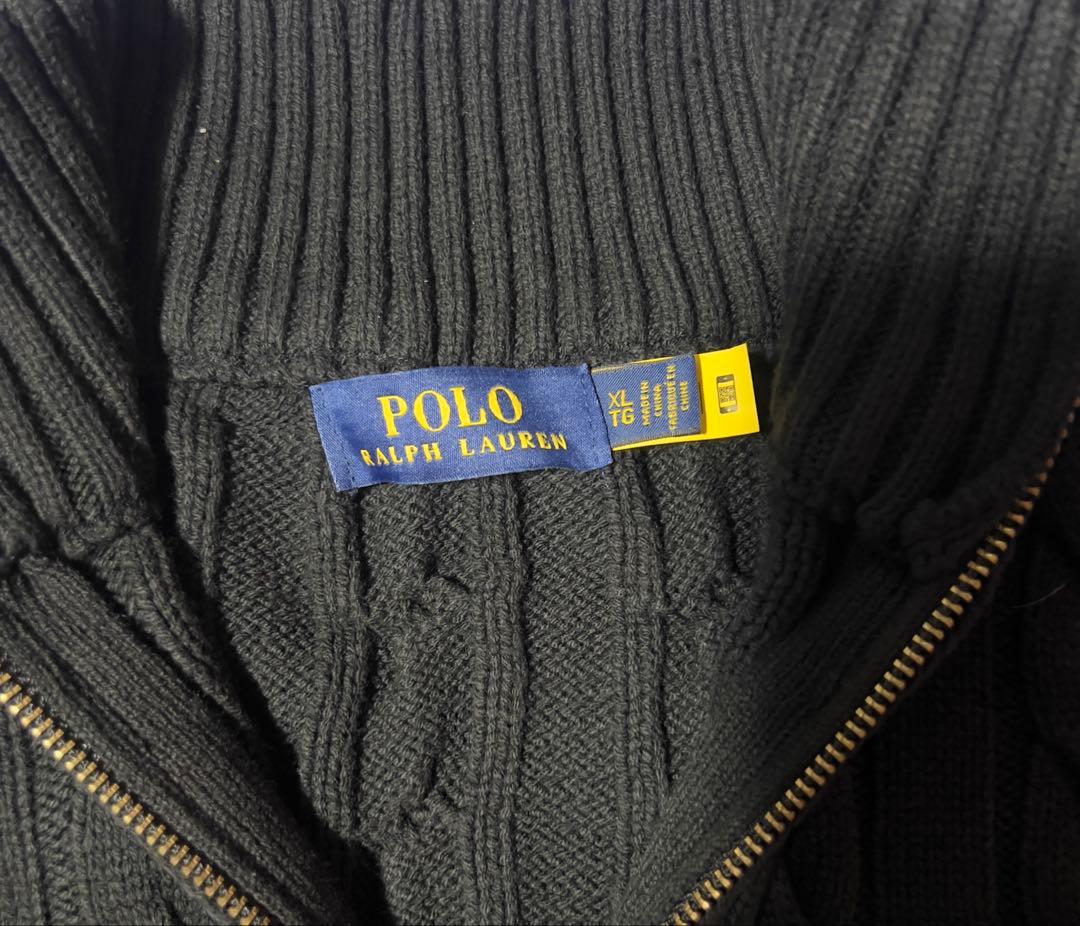 POLO
RALPH LAUREN
XL
TG
MADE IN
CHINA
FABRIQUÉ EN
CHINE